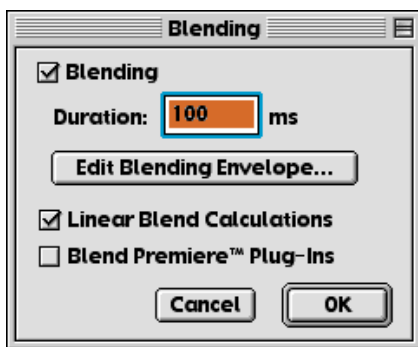 Blending
Blending
Duration: 100 ms
Edit Blending Envelope...
Linear Blend Calculations
Blend Premiere™ Plug-Ins
Cancel OK